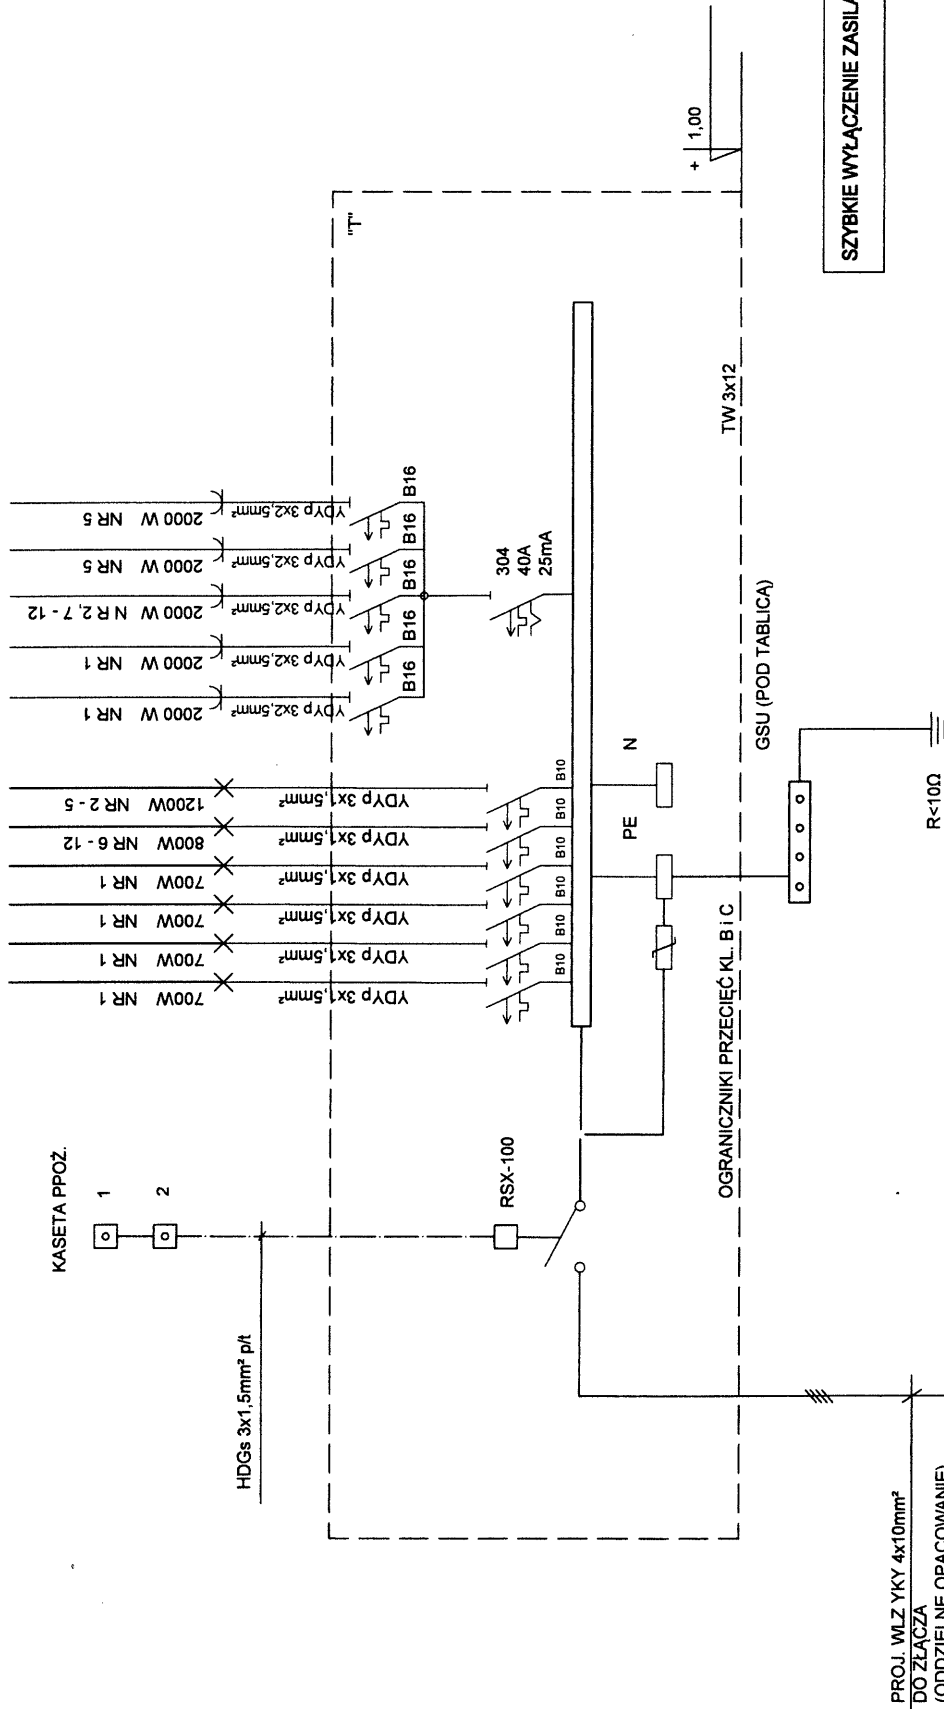 KASETA PPOŻ.
1
2
HDGs 3x1,5mm² p/t
RSX-100
"T"
700W NR 1
700W NR 1
700W NR 1
700W NR 1
800W NR 6 - 12
1200W NR 2 - 5
2000 W NR 1
2000 W NR 1
2000 W N R 2, 7 - 12
2000 W NR 5
2000 W NR 5
YDYp 3x1,5mm²
YDYp 3x1,5mm²
YDYp 3x1,5mm²
YDYp 3x1,5mm²
YDYp 3x1,5mm²
YDYp 3x1,5mm²
YDYp 3x2,5mm²
YDYp 3x2,5mm²
YDYp 3x2,5mm²
YDYp 3x2,5mm²
YDYp 3x2,5mm²
B10
B10
B10
B10
B10
B10
B16
B16
B16
B16
B16
304
40A
25mA
PE
N
OGRANICZNIKI PRZECIĘĆ KL. B i C
TW 3x12
+ 1,00
GSU (POD TABLICĄ)
R<10Ω
PROJ. WLZ YKY 4x10mm²
DO ZŁĄCZA
(ODDZIELNE OPRACOWANIE)
SZYBKIE WYŁĄCZENIE ZASILA